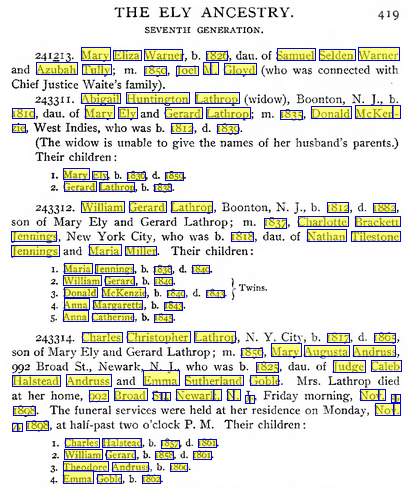 THE ELY ANCESTRY. 419
SEVENTH GENERATION.
241213. Mary Eliza Warner, b. 1826, dau. of Samuel Selden Warner
and Azubah Tully; m. 1850, Joel M. Gloyd (who was connected with
Chief Justice Waite's family).
243311. Abigail Huntington Lathrop (widow), Boonton, N. J., b.
1810, dau. of Mary Ely and Gerard Lathrop; m. 1835, Donald McKen-
zie, West Indies, who was b. 1812, d. 1839.
(The widow is unable to give the names of her husband's parents.)
Their children:
1. Mary Ely, b. 1836, d. 1859.
2. Gerard Lathrop, b. 1838.
243312. William Gerard Lathrop, Boonton, N. J., b. 1812, d. 1882,
son of Mary Ely and Gerard Lathrop; m. 1837, Charlotte Brackett
Jennings, New York City, who was b. 1818, dau. of Nathan Tilestone
Jennings and Maria Miller. Their children:
1. Maria Jennings, b. 1838, d. 1840.
2. William Gerard, b. 1840.
3. Donald McKenzie, b. 1840, d. 1843. } Twins.
4. Anna Margaretta, b. 1843.
5. Anna Catherine, b. 1845.
243314. Charles Christopher Lathrop, N. Y. City, b. 1817, d. 1865,
son of Mary Ely and Gerard Lathrop; m. 1856, Mary Augusta Andruss,
992 Broad St., Newark, N. J., who was b. 1825, dau. of Judge Caleb
Halstead Andruss and Emma Sutherland Goble. Mrs. Lathrop died
at her home, 992 Broad St., Newark, N. J., Friday morning, Nov. 4,
1898. The funeral services were held at her residence on Monday, Nov.
7, 1898, at half-past two o'clock P. M. Their children:
1. Charles Halstead, b. 1857, d. 1861.
2. William Gerard, b. 1858, d. 1861.
3. Theodore Andruss, b. 1860.
4. Emma Goble, b. 1862.